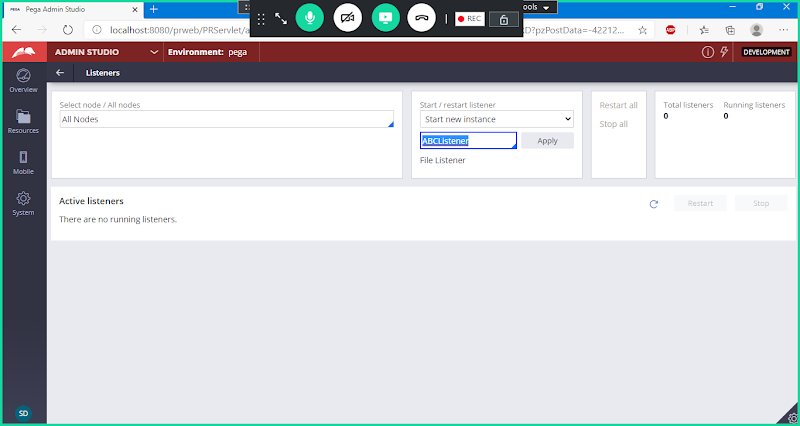 PEGA Pega Admin Studio
ools
localhost:8080/prweb/PRServlet/a
D?pzPostData=-42212...
REC
ABP
ADMIN STUDIO
Environment: pega
DEVELOPMENT
Overview
Resources
Mobile
System
SD
Listeners
Select node / All nodes
All Nodes
Start / restart listener
Start new instance
ABCListener
Apply
File Listener
Restart all
Stop all
Total listeners
0
Running listeners
0
Active listeners
Restart
Stop
There are no running listeners.